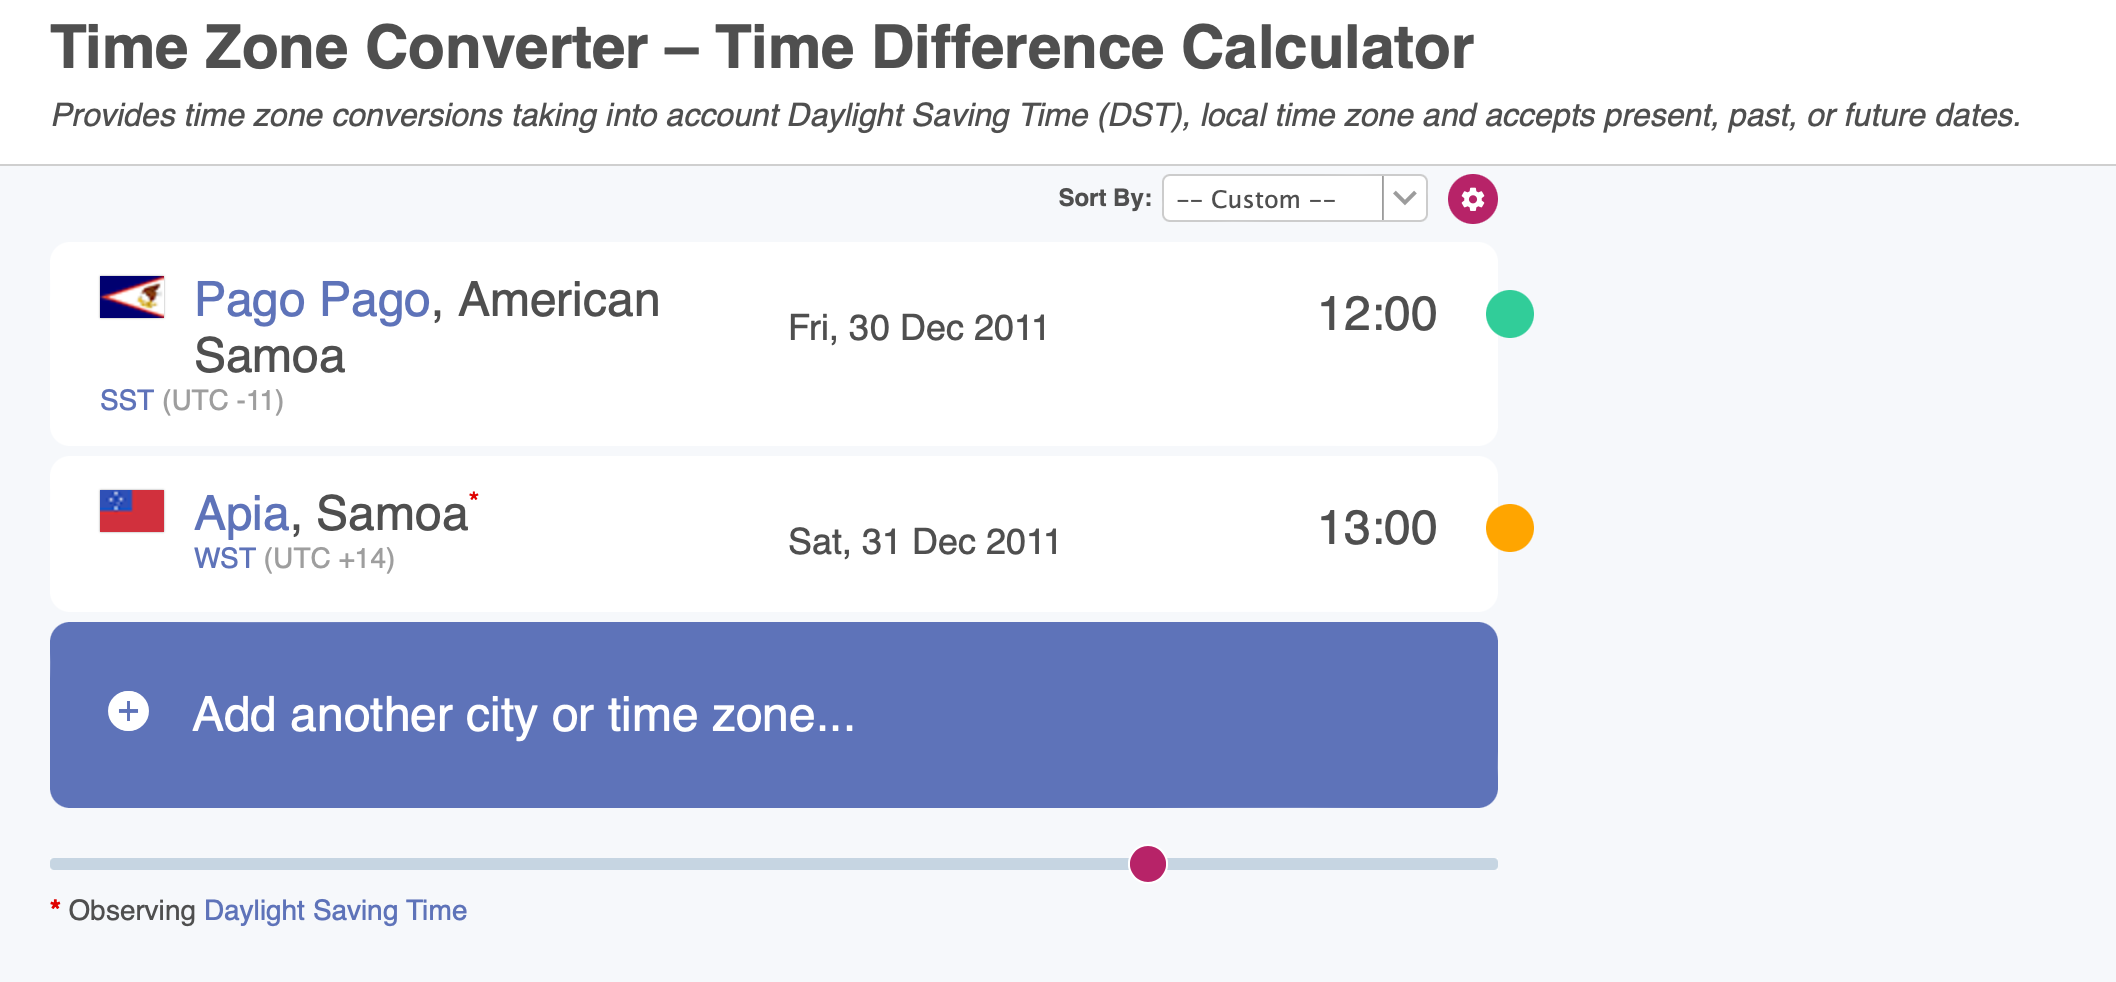 Time Zone Converter – Time Difference Calculator
Provides time zone conversions taking into account Daylight Saving Time (DST), local time zone and accepts present, past, or future dates.
Sort By: -- Custom --
Pago Pago, American
Samoa
SST (UTC -11)
Fri, 30 Dec 2011
12:00
Apia, Samoa*
WST (UTC +14)
Sat, 31 Dec 2011
13:00
Add another city or time zone...
* Observing Daylight Saving Time